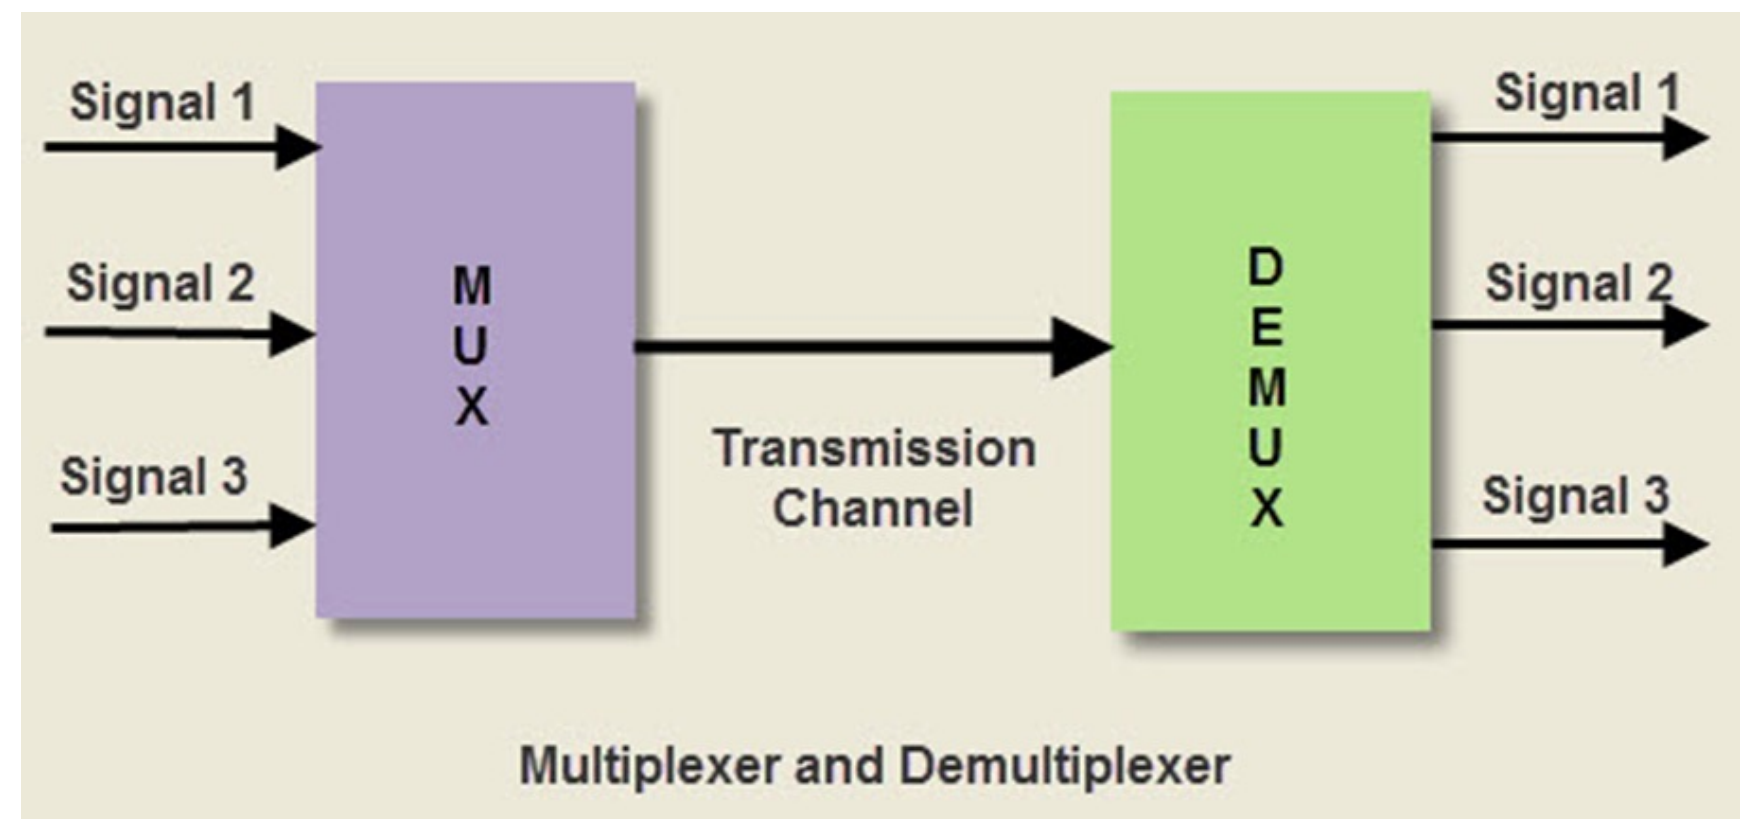 Signal 1
Signal 2
Signal 3
M
U
X
Transmission
Channel
D
E
M
U
X
Signal 1
Signal 2
Signal 3
Multiplexer and Demultiplexer